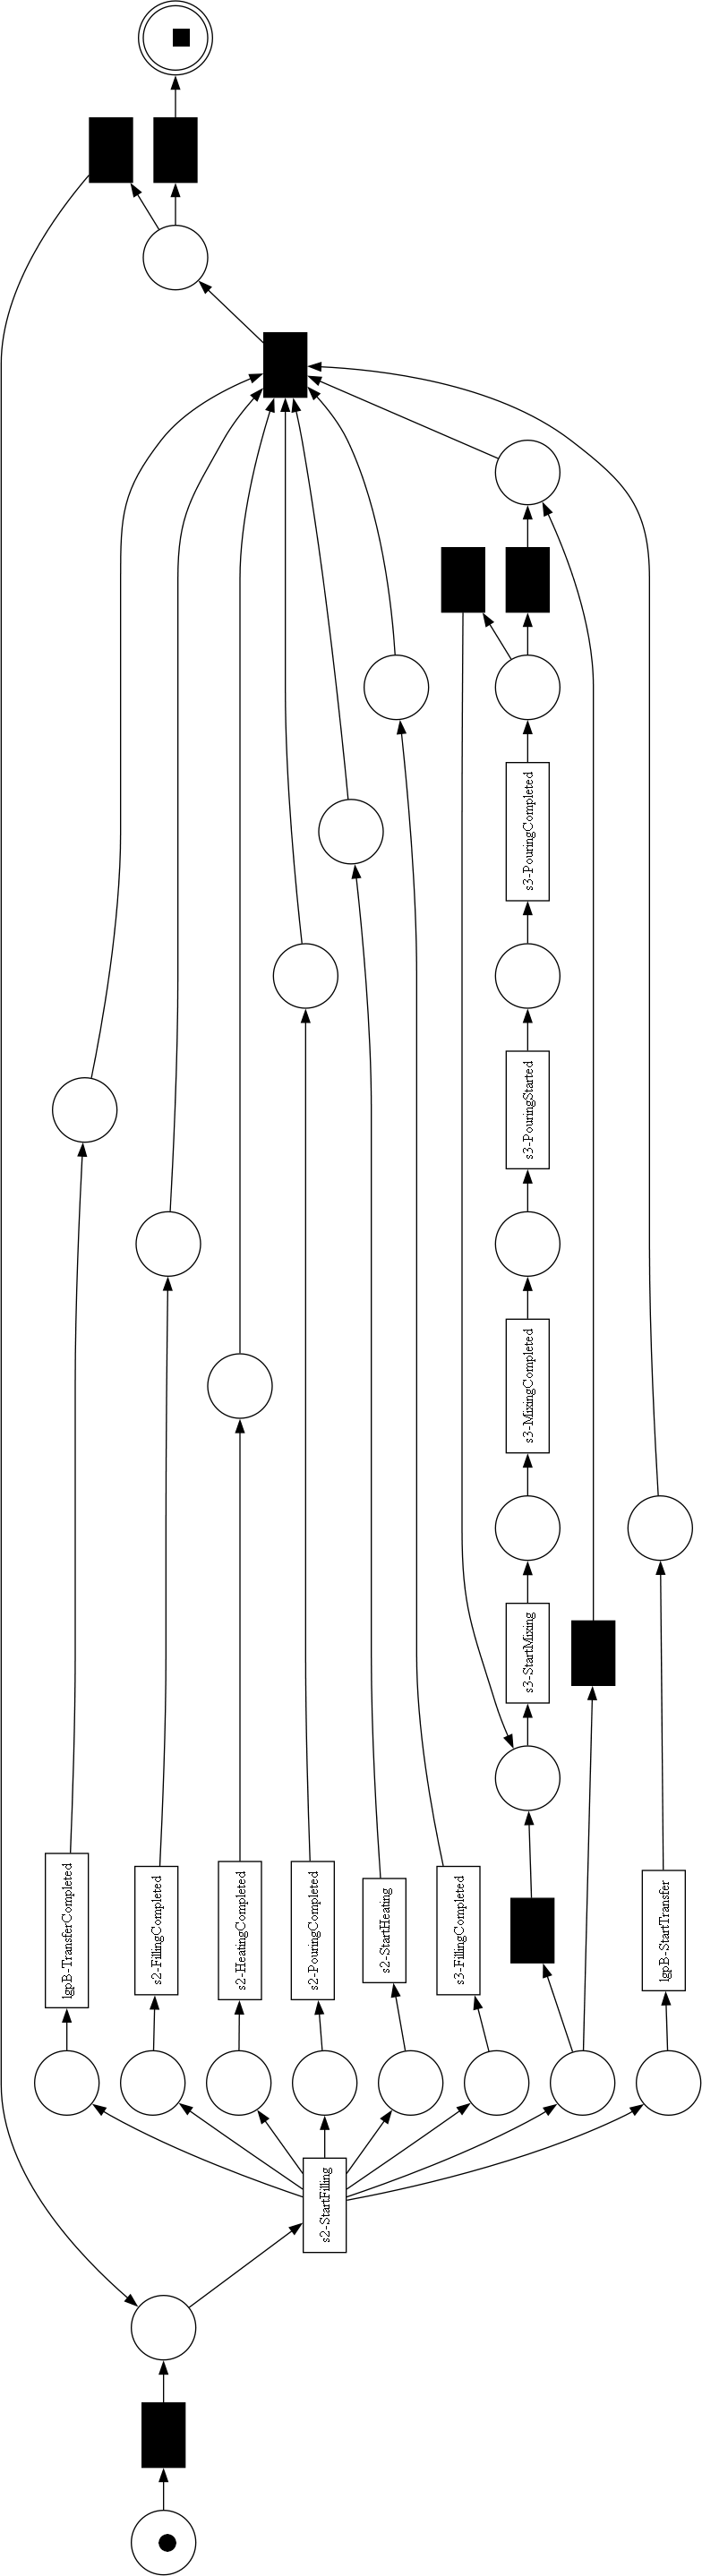 s3-PouringCompleted
s3-PouringStarted
s3-MixingCompleted
s3-StartMixing
lgpB-TransferCompleted
s2-FillingCompleted
s2-HeatingCompleted
s2-PouringCompleted
s2-StartHeating
s3-FillingCompleted
lgpB-StartTransfer
s2-StartFilling